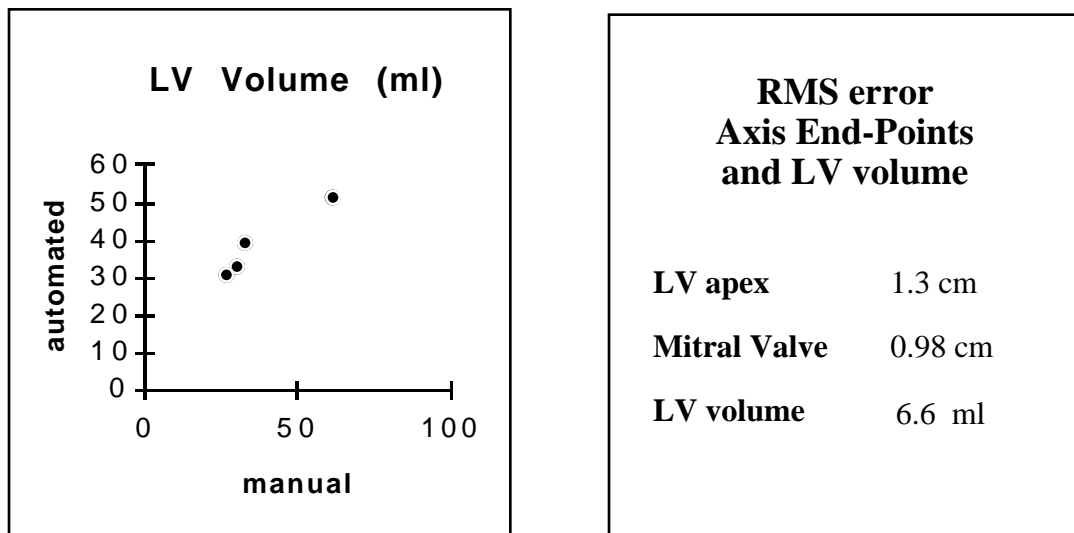 LV Volume (ml)
60
50
40
30
20
10
0
automated
0 50 100
manual
RMS error
Axis End-Points
and LV volume
LV apex 1.3 cm
Mitral Valve 0.98 cm
LV volume 6.6 ml